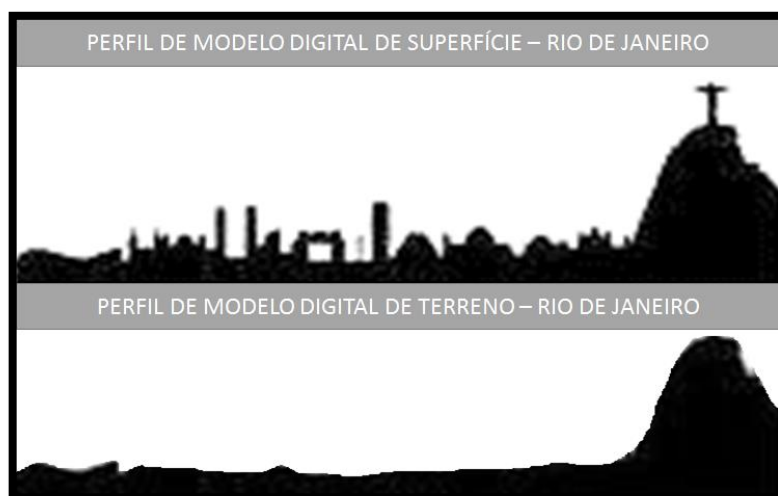 PERFIL DE MODELO DIGITAL DE SUPERFÍCIE – RIO DE JANEIRO
PERFIL DE MODELO DIGITAL DE TERRENO – RIO DE JANEIRO